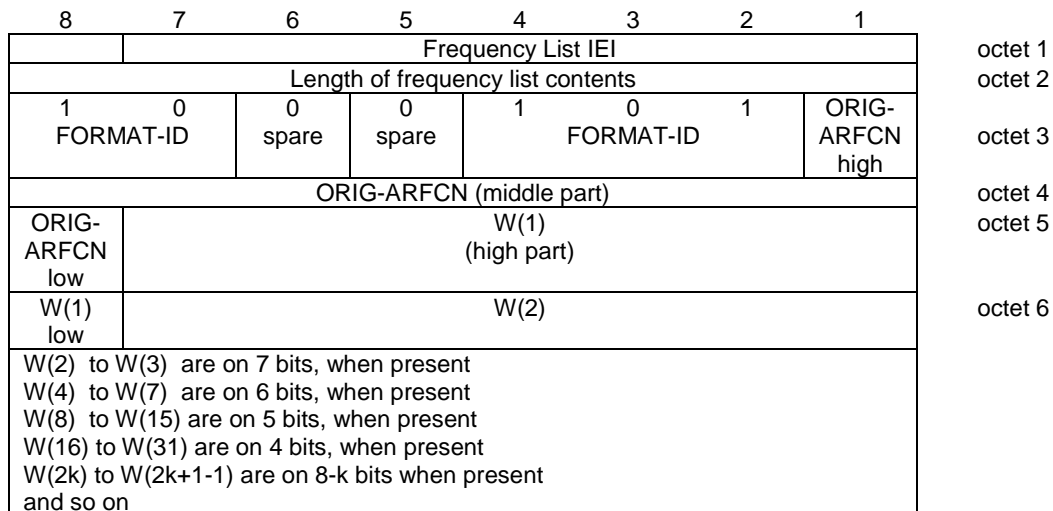 8 7 6 5 4 3 2 1
Frequency List IEI octet 1
Length of frequency list contents octet 2
1 0 0 0 1 0 1 ORIG-
FORMAT-ID spare spare FORMAT-ID ARFCN octet 3
high
ORIG-ARFCN (middle part) octet 4
ORIG- W(1) octet 5
ARFCN (high part)
low
W(1) W(2) octet 6
low
W(2) to W(3) are on 7 bits, when present
W(4) to W(7) are on 6 bits, when present
W(8) to W(15) are on 5 bits, when present
W(16) to W(31) are on 4 bits, when present
W(2k) to W(2k+1-1) are on 8-k bits when present
and so on